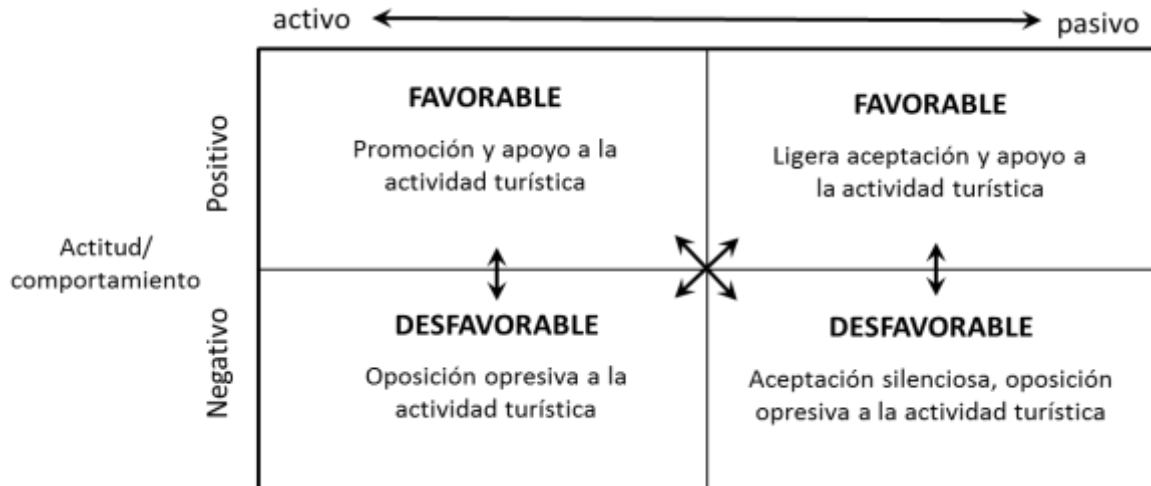 activo
pasivo
Positivo
FAVORABLE
Promoción y apoyo a la
actividad turística
FAVORABLE
Ligera aceptación y apoyo a
la actividad turística
Actitud/
comportamiento
Negativo
DESFAVORABLE
Oposición opresiva a la
actividad turística
DESFAVORABLE
Aceptación silenciosa, oposición
opresiva a la actividad turística